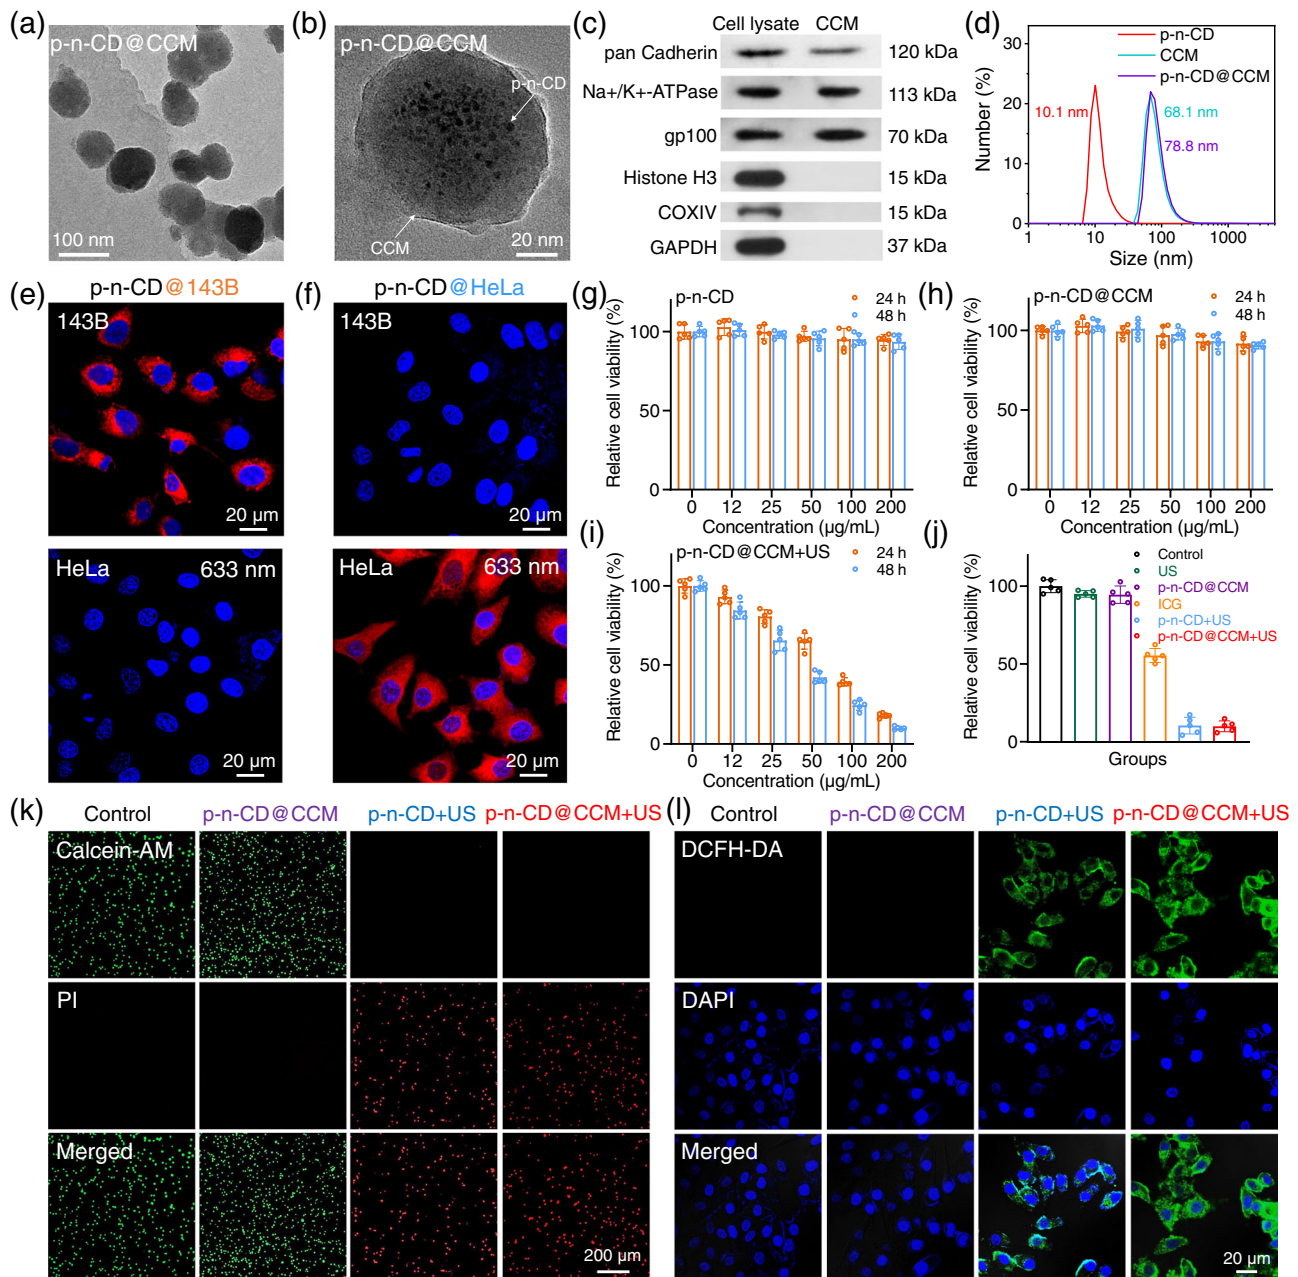 (a)
p-n-CD@CCM
100 nm
(b)
p-n-CD@CCM
p-n-CD
CCM
20 nm
(c)
Cell lysate CCM
pan Cadherin 120 kDa
Na+/K+-ATPase 113 kDa
gp100 70 kDa
Histone H3 15 kDa
COXIV 15 kDa
GAPDH 37 kDa
(d)
Number (%)
30
20
10
0
p-n-CD
CCM
p-n-CD@CCM
10.1 nm
68.1 nm
78.8 nm
1 10 100 1000
Size (nm)
(e)
p-n-CD@143B
143B
20 μm
HeLa 633 nm
20 μm
(f)
p-n-CD@HeLa
143B
20 μm
HeLa 633 nm
20 μm
(g)
p-n-CD
24 h
48 h
Relative cell viability (%)
100
50
0
0 12 25 50 100 200
Concentration (μg/mL)
(h)
p-n-CD@CCM
24 h
48 h
Relative cell viability (%)
100
50
0
0 12 25 50 100 200
Concentration (μg/mL)
(i)
p-n-CD@CCM+US
24 h
48 h
Relative cell viability (%)
100
50
0
0 12 25 50 100 200
Concentration (μg/mL)
(j)
Control
US
p-n-CD@CCM
ICG
p-n-CD+US
p-n-CD@CCM+US
Relative cell viability (%)
100
50
0
Groups
(k)
Control p-n-CD@CCM p-n-CD+US p-n-CD@CCM+US
Calcein-AM
PI
Merged
200 μm
(l)
Control p-n-CD@CCM p-n-CD+US p-n-CD@CCM+US
DCFH-DA
DAPI
Merged
20 μm